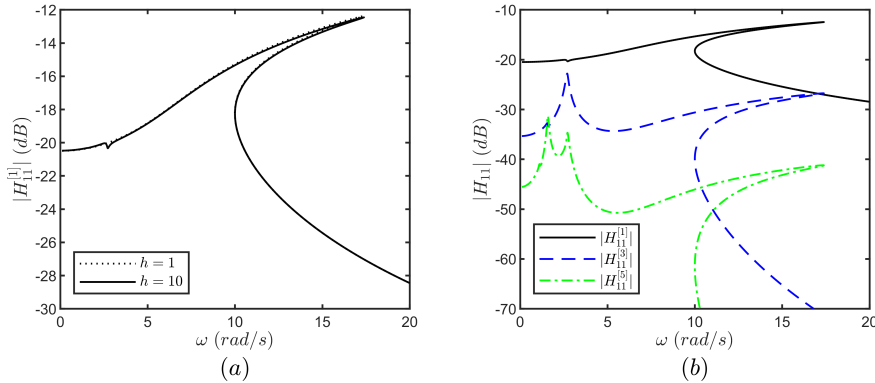 -12
-14
-16
-18
-20
-22
-24
-26
-28
-30
|H_{11}^{[1]}| (dB)
h = 1
h = 10
0 5 10 15 20
ω (rad/s)
(a)
-10
-20
-30
-40
-50
-60
-70
|H_{11}| (dB)
|H_{11}^{[1]}|
|H_{11}^{[3]}|
|H_{11}^{[5]}|
0 5 10 15 20
ω (rad/s)
(b)